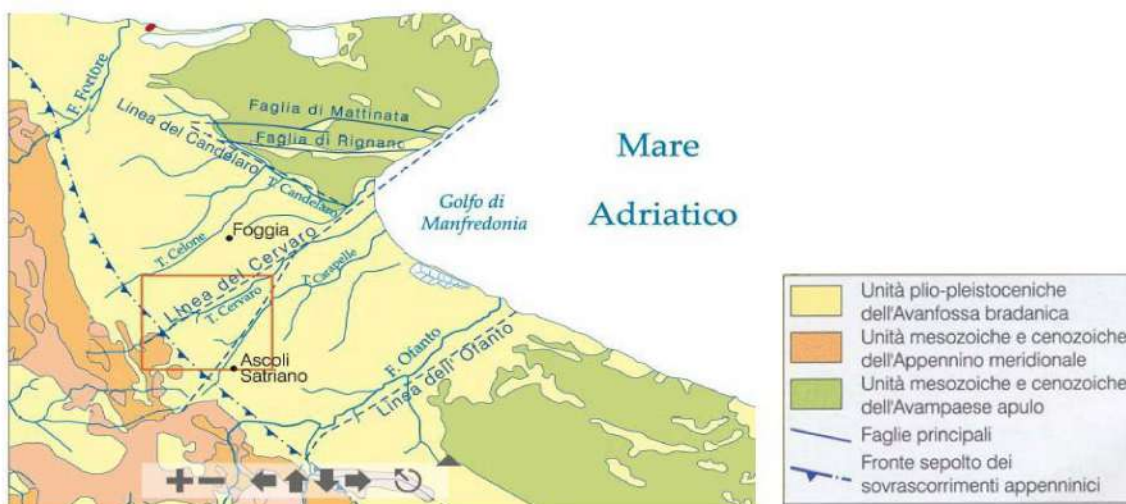 F. Fortore
Faglia di Mattinata
Faglia di Rignano
Linea del Candelaro
T. Candelaro
Mare
Adriatico
Golfo di
Manfredonia
Foggia
T. Celone
Linea del Cervaro
T. Cervaro
T. Carapelle
Ascoli
Satriano
F. Ofanto
Linea dell'Ofanto
Unità plio-pleistoceniche
dell'Avanfossa bradanica
Unità mesozoiche e cenozoiche
dell'Appennino meridionale
Unità mesozoiche e cenozoiche
dell'Avampaese apulo
Faglie principali
Fronte sepolto dei
sovrascorrimenti appenninici